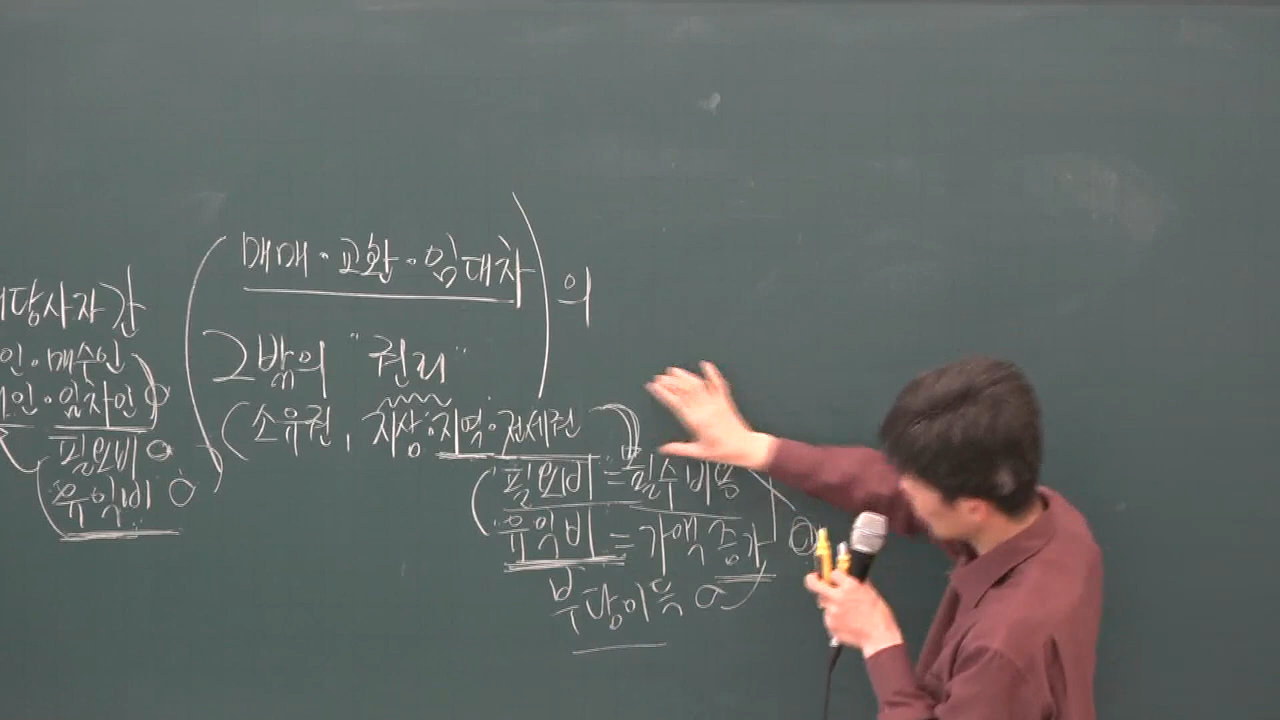 당사자간
인·매수인
인·임차인 O
필요비 O
유익비 O
(매매·교환·임대차)의
그밖의 "권리"
(소유권, 지상·지역·전세권)
(필요비 = 필수비용
유익비 = 가액 증가
부당이득 O